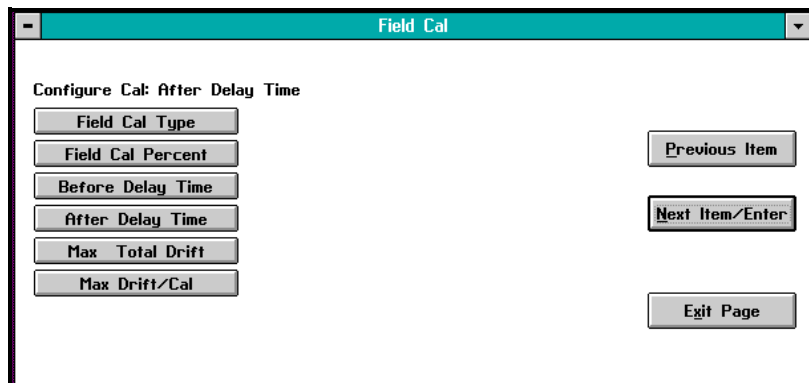 Field Cal
Configure Cal: After Delay Time
Field Cal Type
Field Cal Percent
Before Delay Time
After Delay Time
Max Total Drift
Max Drift/Cal
Previous Item
Next Item/Enter
Exit Page